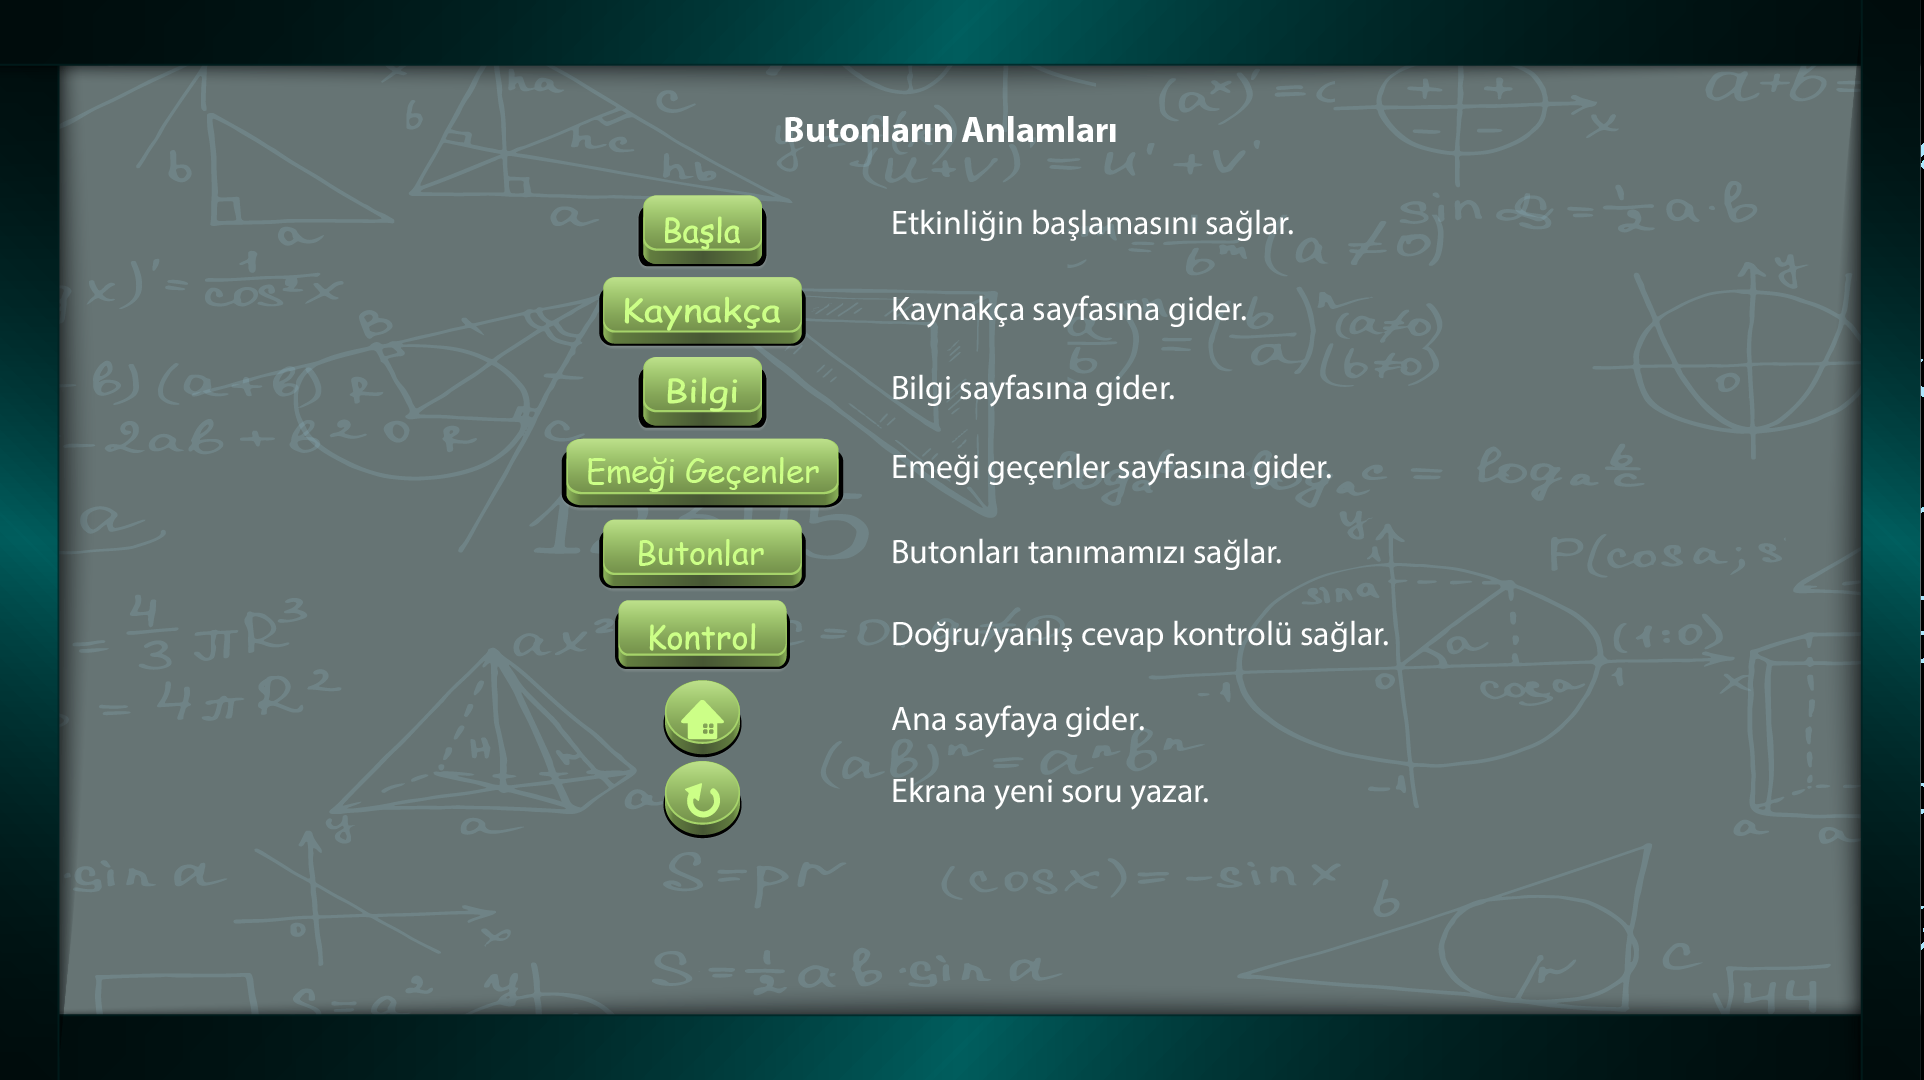 Butonların Anlamları
Başla Etkinliğin başlamasını sağlar.
Kaynakça Kaynakça sayfasına gider.
Bilgi Bilgi sayfasına gider.
Emeği Geçenler Emeği geçenler sayfasına gider.
Butonlar Butonları tanımamızı sağlar.
Kontrol Doğru/yanlış cevap kontrolü sağlar.
Ana sayfaya gider.
Ekrana yeni soru yazar.